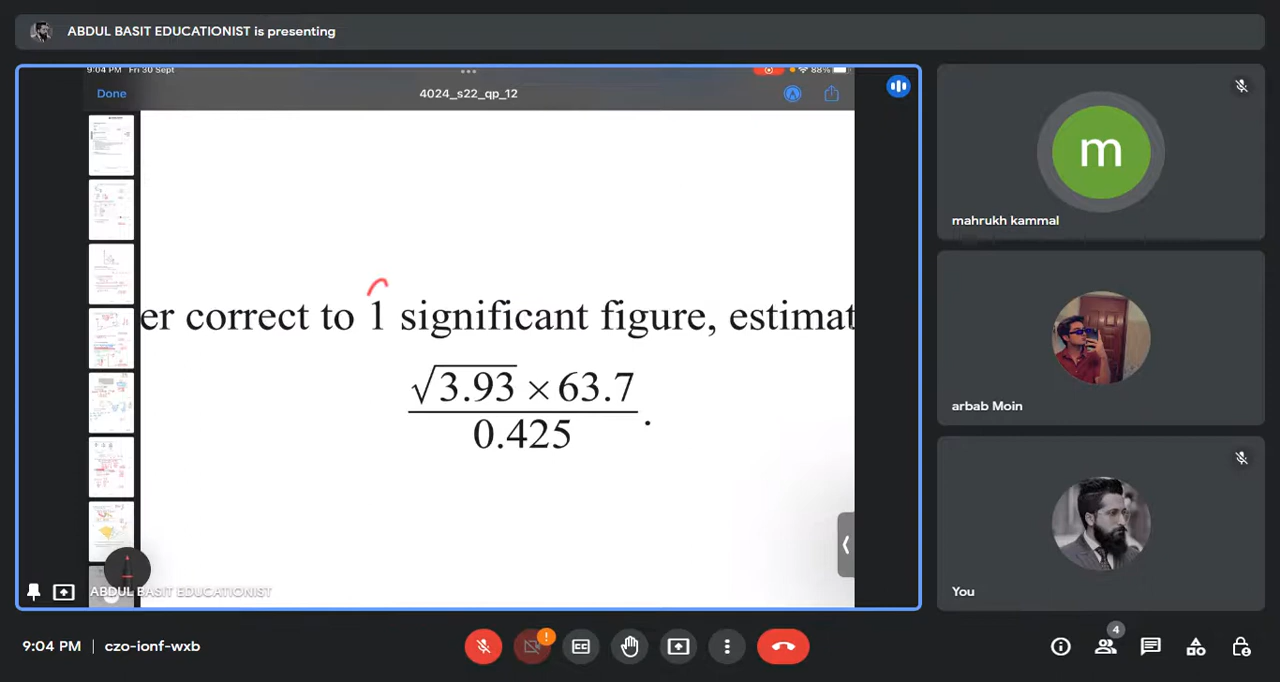 ABDUL BASIT EDUCATIONIST is presenting
9:04 PM Fri 30 Sept
88%
Done
4024_s22_qp_12
er correct to 1 significant figure, estimat
√3.93 × 63.7
0.425
.
ABDUL BASIT EDUCATIONIST
m
mahrukh kammal
arbab Moin
You
9:04 PM | czo-ionf-wxb
!
CC
4